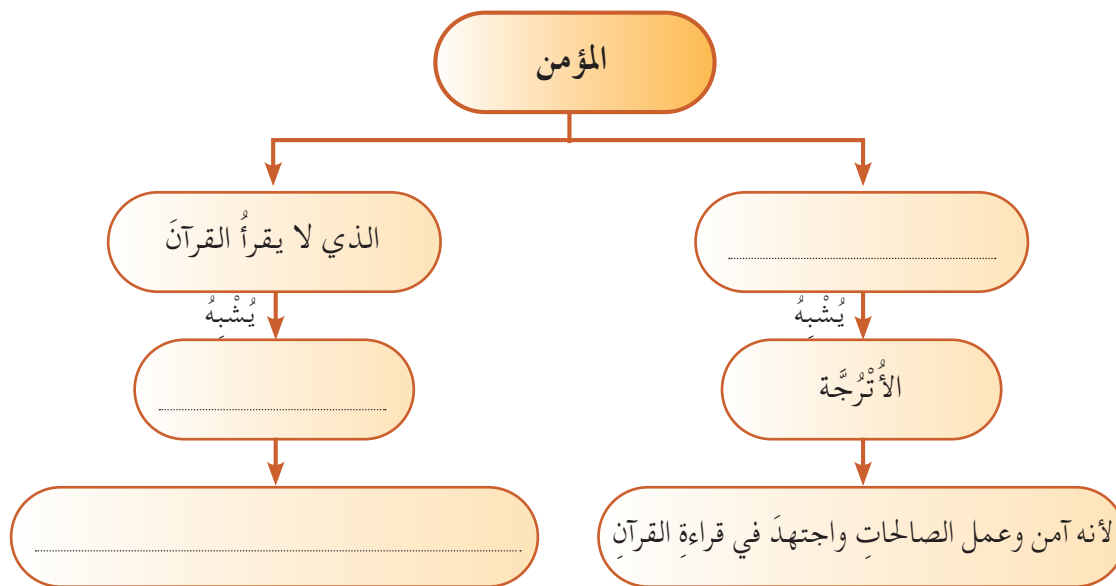 المؤمن
الذي لا يقرأُ القرآنَ
يُشْبِهُ
يُشْبِهُ
الأُتْرُجَّة
لأنه آمن وعمل الصالحاتِ واجتهدَ في قراءةِ القرآنِ